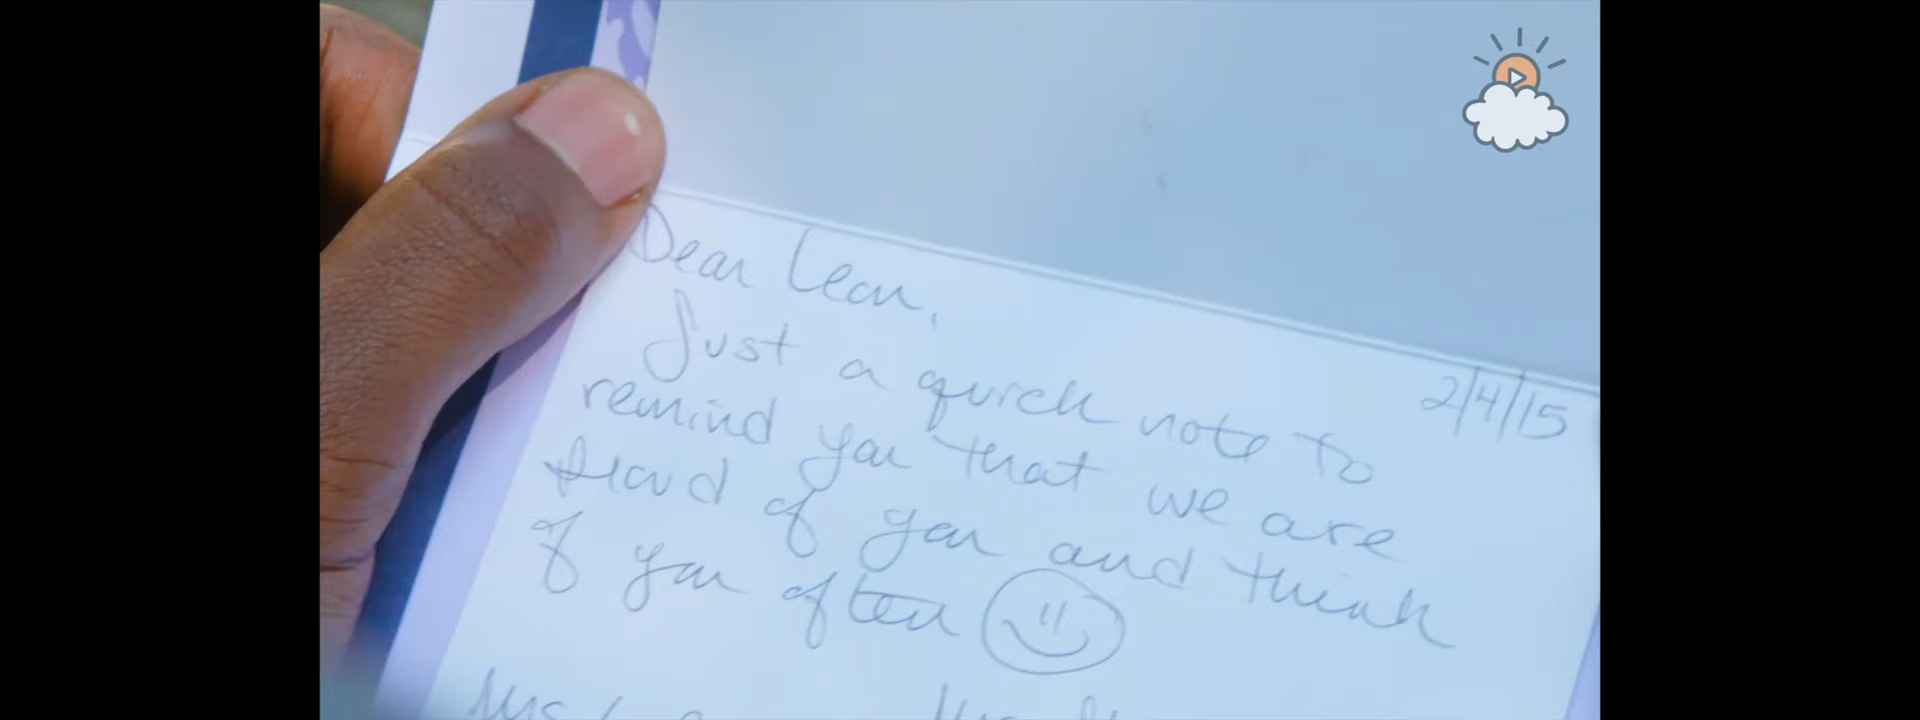 Dear Lean,
2/4/15
Just a quick note to
remind you that we are
proud of you and think
of you often